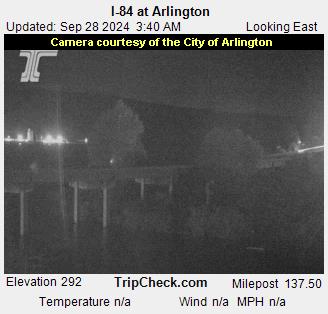 I-84 at Arlington
Updated: Sep 28 2024 3:40 AM Looking East
Camera courtesy of the City of Arlington
Elevation 292 TripCheck.com Milepost 137.50
Temperature n/a Wind n/a MPH n/a